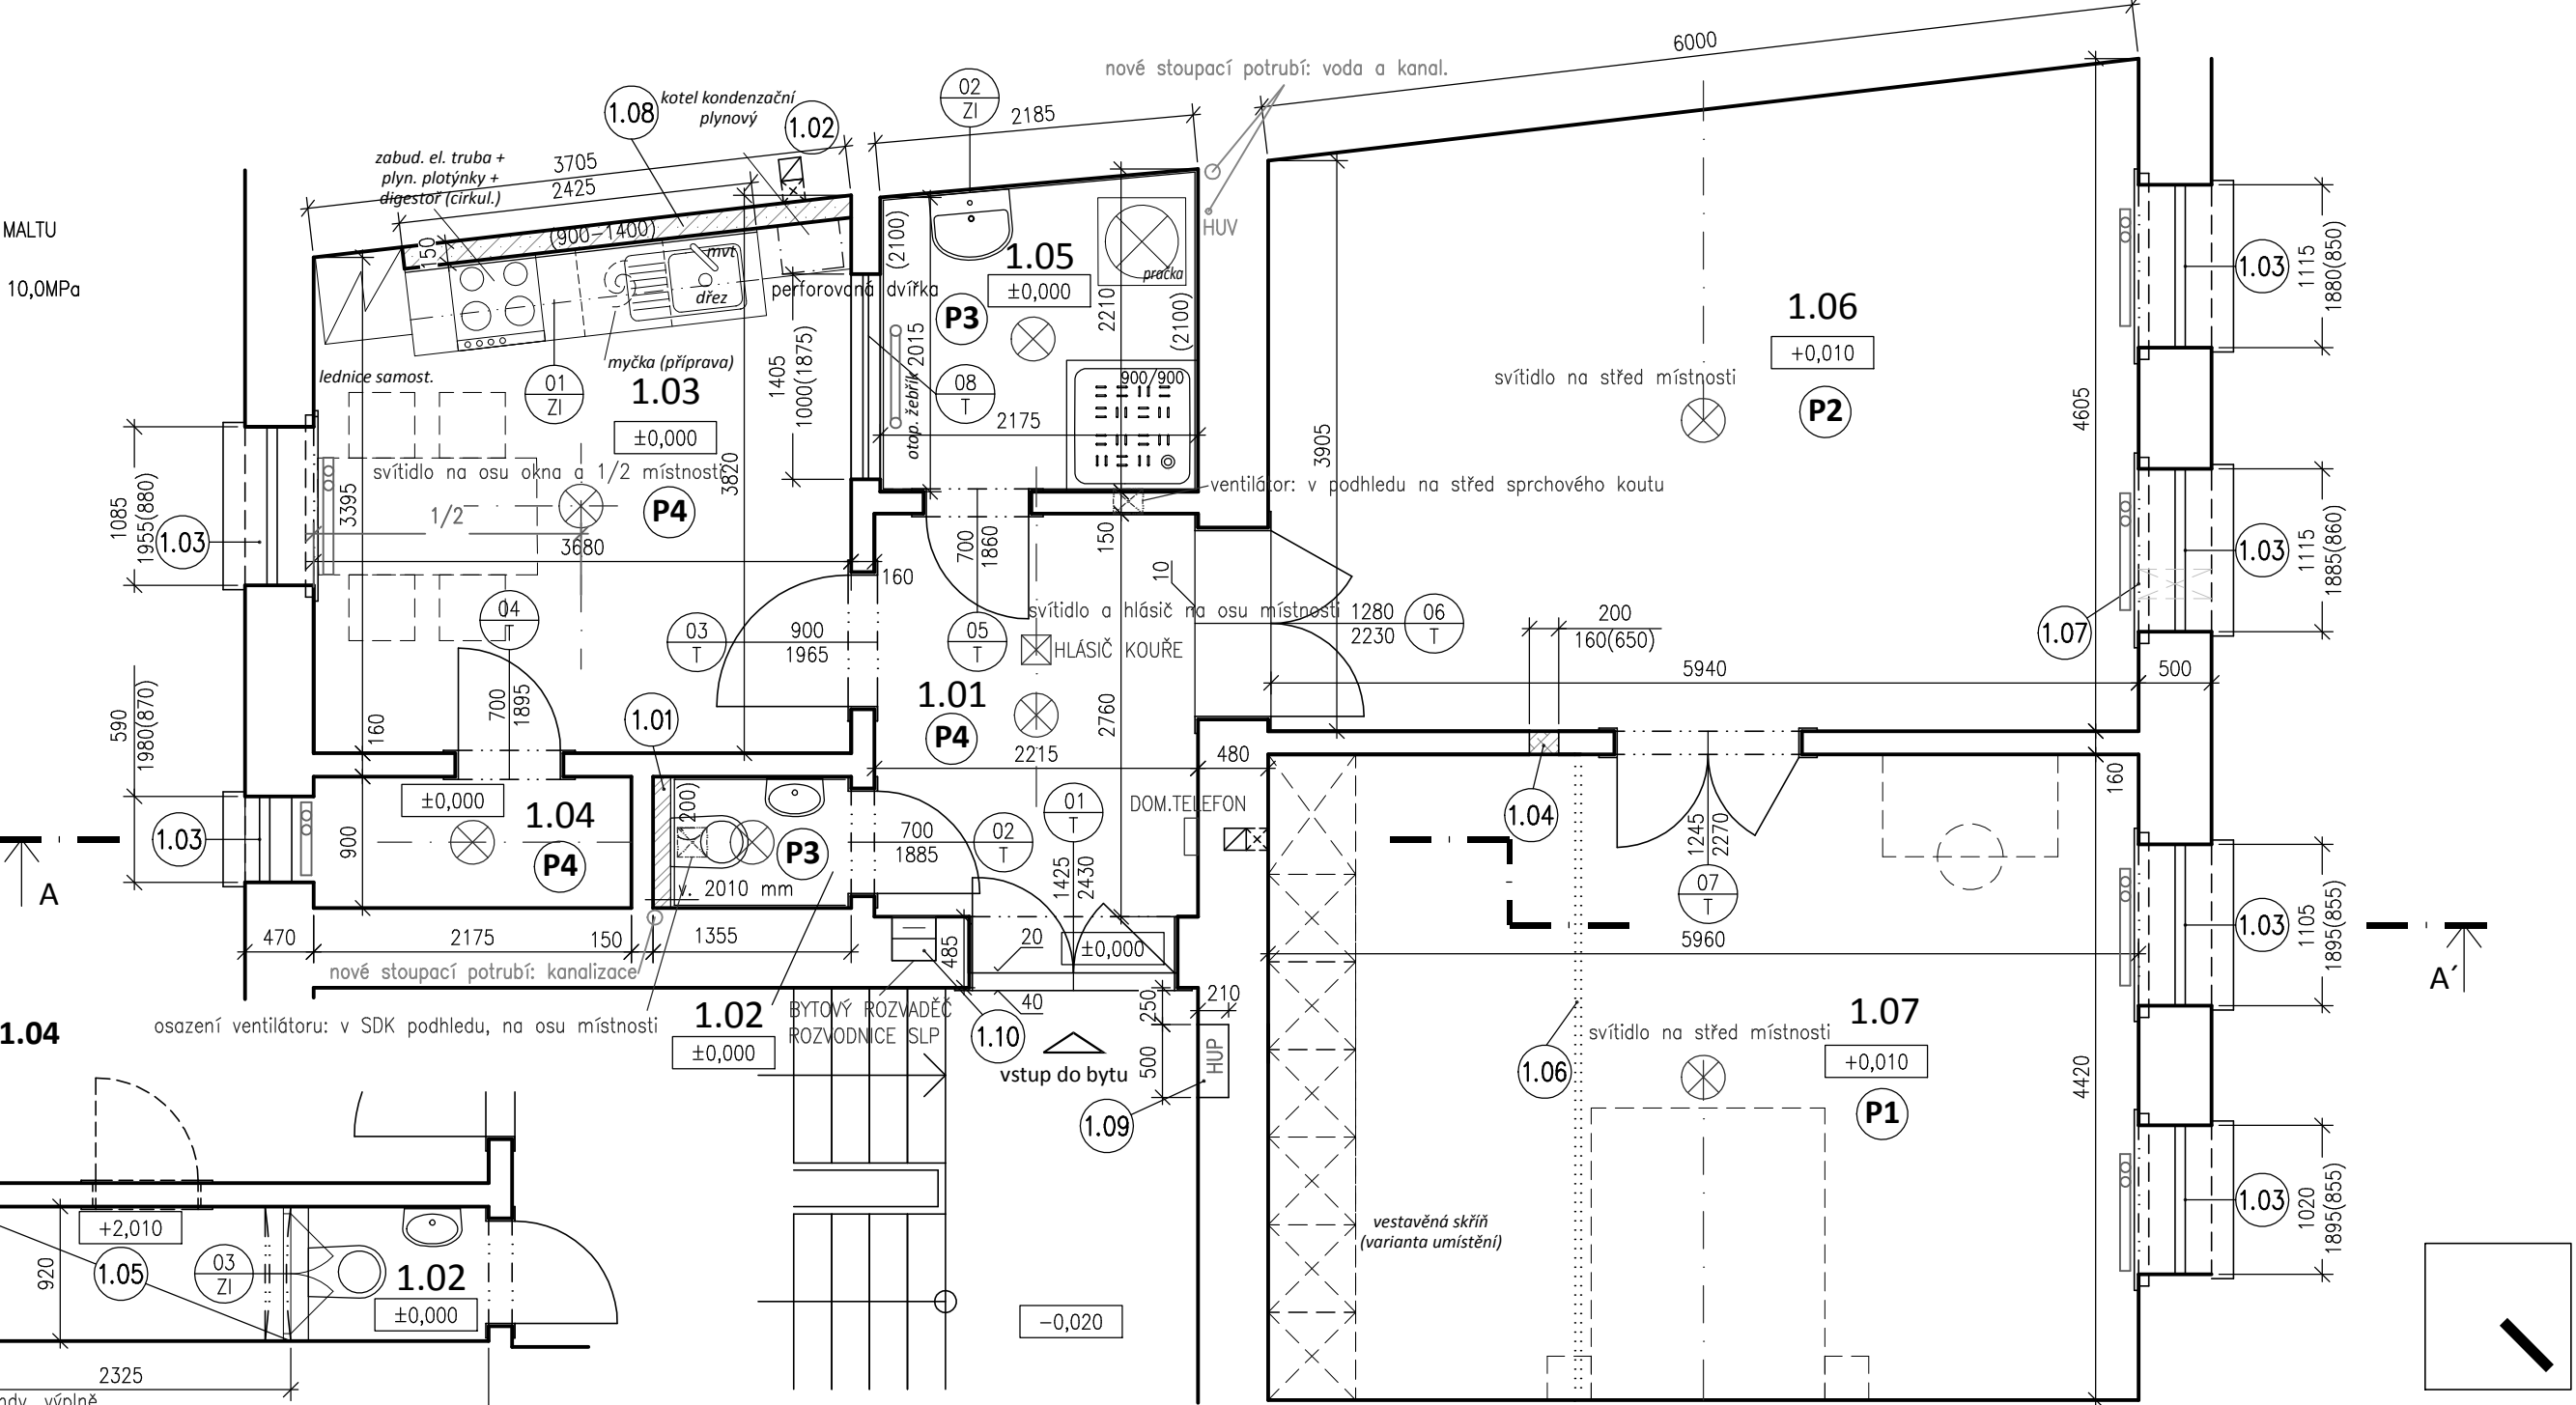 6000
nové stoupací potrubí: voda a kanal.
02
ZI
2185
1.08
kotel kondenzační
plynový
1.02
zabud. el. truba +
plyn. plotýnky +
digestoř (cirkul.)
3705
2425
HUV
MALTU
10,0MPa
150
(900-1400)
mvt
dřez
perforovaná dvířka
(2100)
1.05
±0,000
pračka
P3
2210
(2100)
1.06
+0,010
P2
svítidlo na střed místnosti
1.03
1115
1880(850)
lednice samost.
01
ZI
myčka (příprava)
1.03
±0,000
1405
1000(1875)
otop. žebřík 2015
08
T
900/900
2175
3905
4605
1085
1955(880)
1.03
3395
svítidlo na osu okna a 1/2 místnosti
3820
1/2
P4
3680
160
ventilátor: v podhledu na střed sprchového koutu
700
1860
150
10
1.03
1115
1885(860)
04
T
03
T
900
1965
05
T
svítidlo a hlásič na osu místnosti
1280
2230
06
T
200
160(650)
1.07
HLÁSIČ KOUŘE
5940
500
590
1980(870)
160
700
1895
1.01
1.01
P4
2760
2215
480
160
±0,000
1.04
P4
1.03
900
(1200)
P3
v. 2010 mm
700
1885
02
T
01
T
DOM.TELEFON
1425
2430
1.04
1245
2270
07
T
A
470
2175
150
1355
485
20
±0,000
5960
1.03
1105
1895(855)
A´
nové stoupací potrubí: kanalizace
1.04
osazení ventilátoru: v SDK podhledu, na osu místnosti
1.02
±0,000
BYTOVÝ ROZVADĚČ
ROZVODNICE SLP
1.10
40
vstup do bytu
250
210
500
HUP
1.09
1.06
svítidlo na střed místnosti
1.07
+0,010
P1
4420
1.03
1020
1895(855)
vestavěná skříň
(varianta umístění)
+2,010
920
1.05
03
ZI
1.02
±0,000
-0,020
2325
výplně